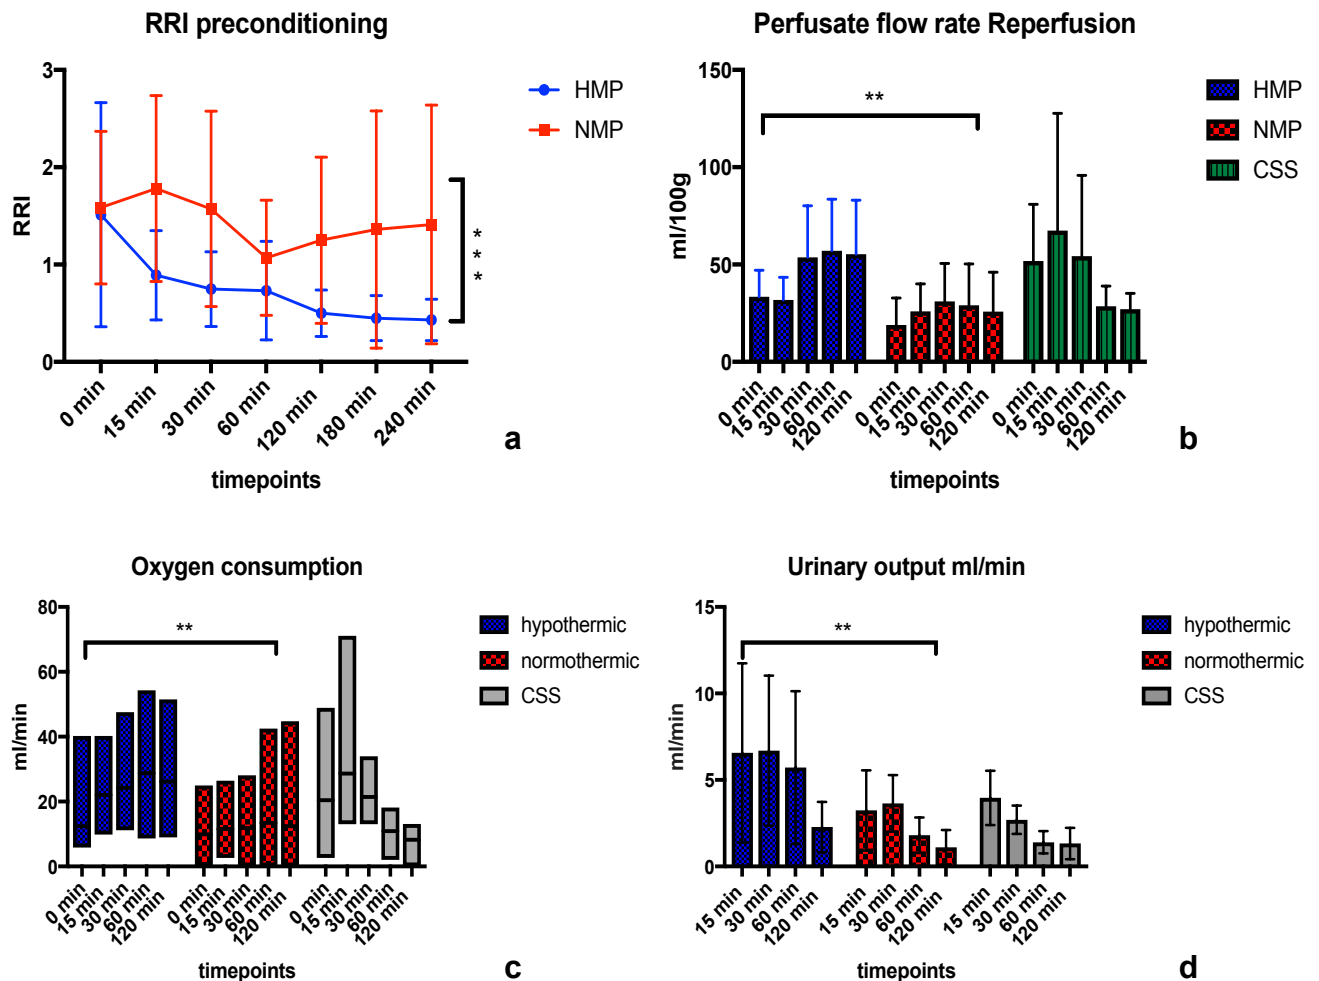 RRI preconditioning
3
2
1
0
RRI
HMP
NMP
***
0 min
15 min
30 min
60 min
120 min
180 min
240 min
timepoints
a
Perfusate flow rate Reperfusion
150
100
50
0
ml/100g
**
HMP
NMP
CSS
0 min
15 min
30 min
60 min
120 min
0 min
15 min
30 min
60 min
120 min
0 min
15 min
30 min
60 min
120 min
timepoints
b
Oxygen consumption
80
60
40
20
0
ml/min
**
hypothermic
normothermic
CSS
0 min
15 min
30 min
60 min
120 min
0 min
15 min
30 min
60 min
120 min
0 min
15 min
30 min
60 min
120 min
timepoints
c
Urinary output ml/min
15
10
5
0
ml/min
**
hypothermic
normothermic
CSS
15 min
30 min
60 min
120 min
15 min
30 min
60 min
120 min
15 min
30 min
60 min
120 min
timepoints
d